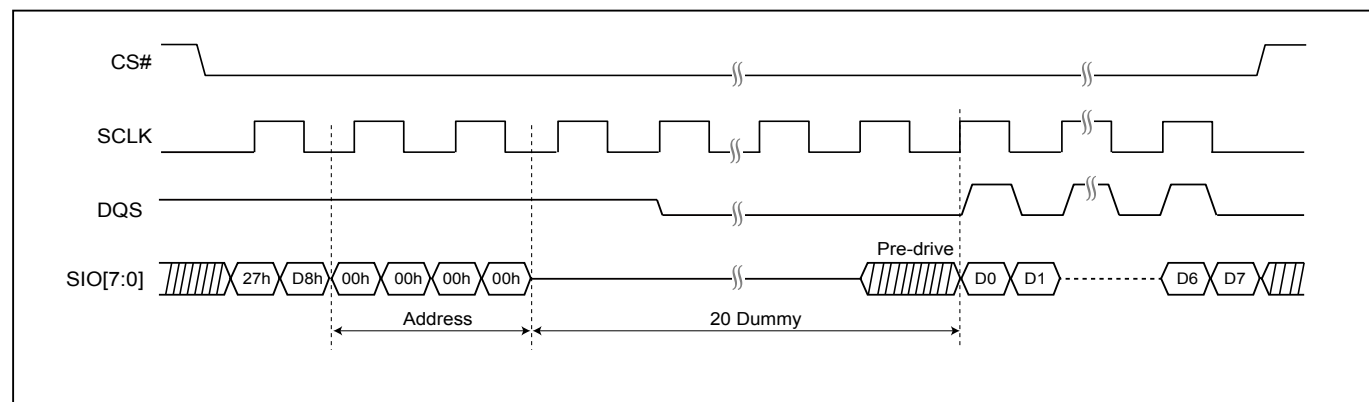 CS#
SCLK
DQS
Pre-drive
SIO[7:0] 27h D8h 00h 00h 00h 00h D0 D1 D6 D7
Address 20 Dummy